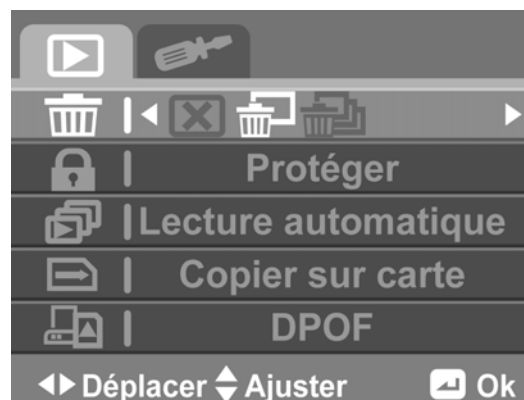 Protéger
Lecture automatique
Copier sur carte
DPOF
Déplacer Ajuster Ok